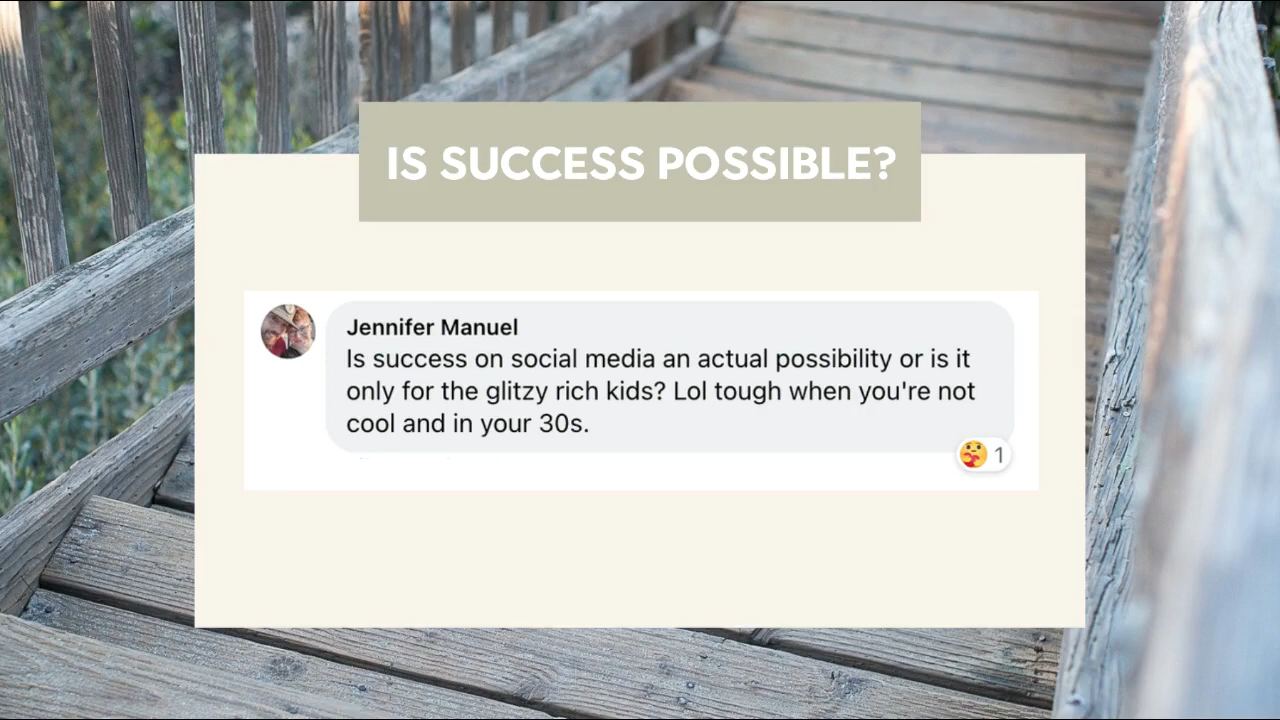 IS SUCCESS POSSIBLE?
Jennifer Manuel
Is success on social media an actual possibility or is it
only for the glitzy rich kids? Lol tough when you're not
cool and in your 30s.
1